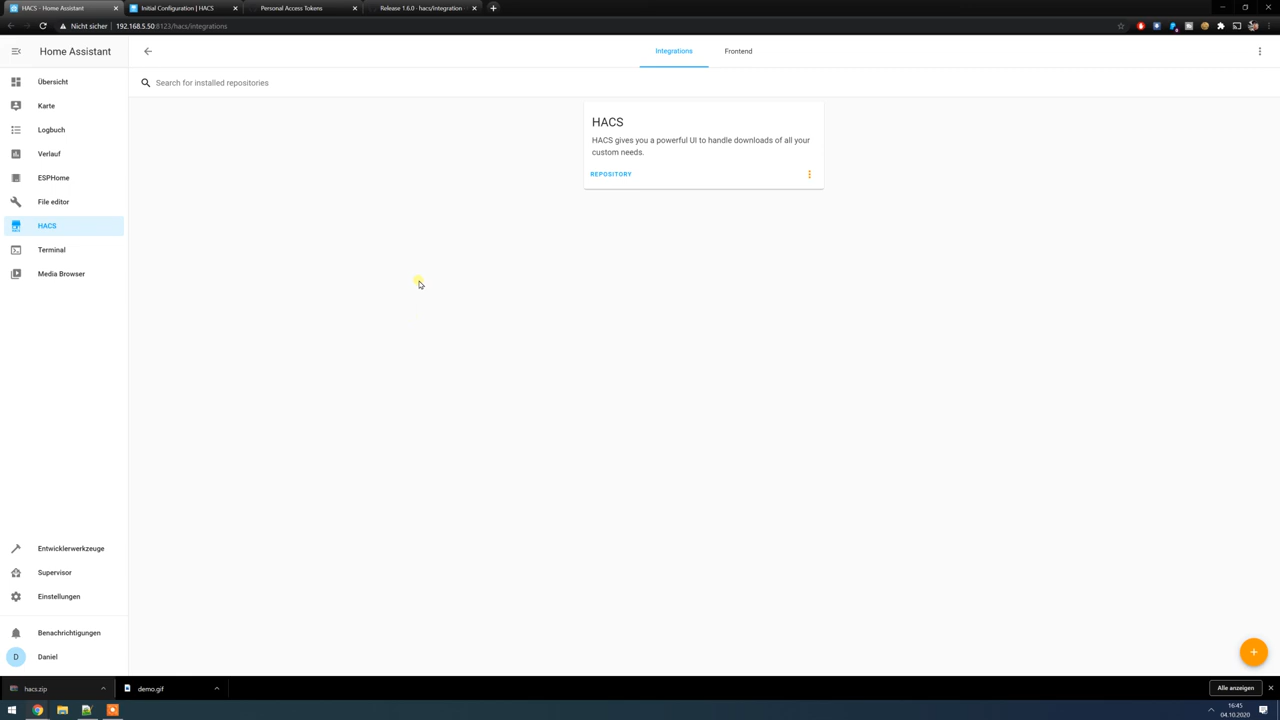 HACS - Home Assistant
Initial Configuration | HACS
Personal Access Tokens
Release 1.6.0 · hacs/integration
Nicht sicher
192.168.5.50:8123/hacs/integrations
Home Assistant
Integrations
Frontend
Search for installed repositories
Übersicht
Karte
Logbuch
Verlauf
ESPHome
File editor
HACS
Terminal
Media Browser
HACS
HACS gives you a powerful UI to handle downloads of all your
custom needs.
REPOSITORY
Entwicklerwerkzeuge
Supervisor
Einstellungen
Benachrichtigungen
D
Daniel
hacs.zip
demo.gif
Alle anzeigen
16:45
04.10.2020